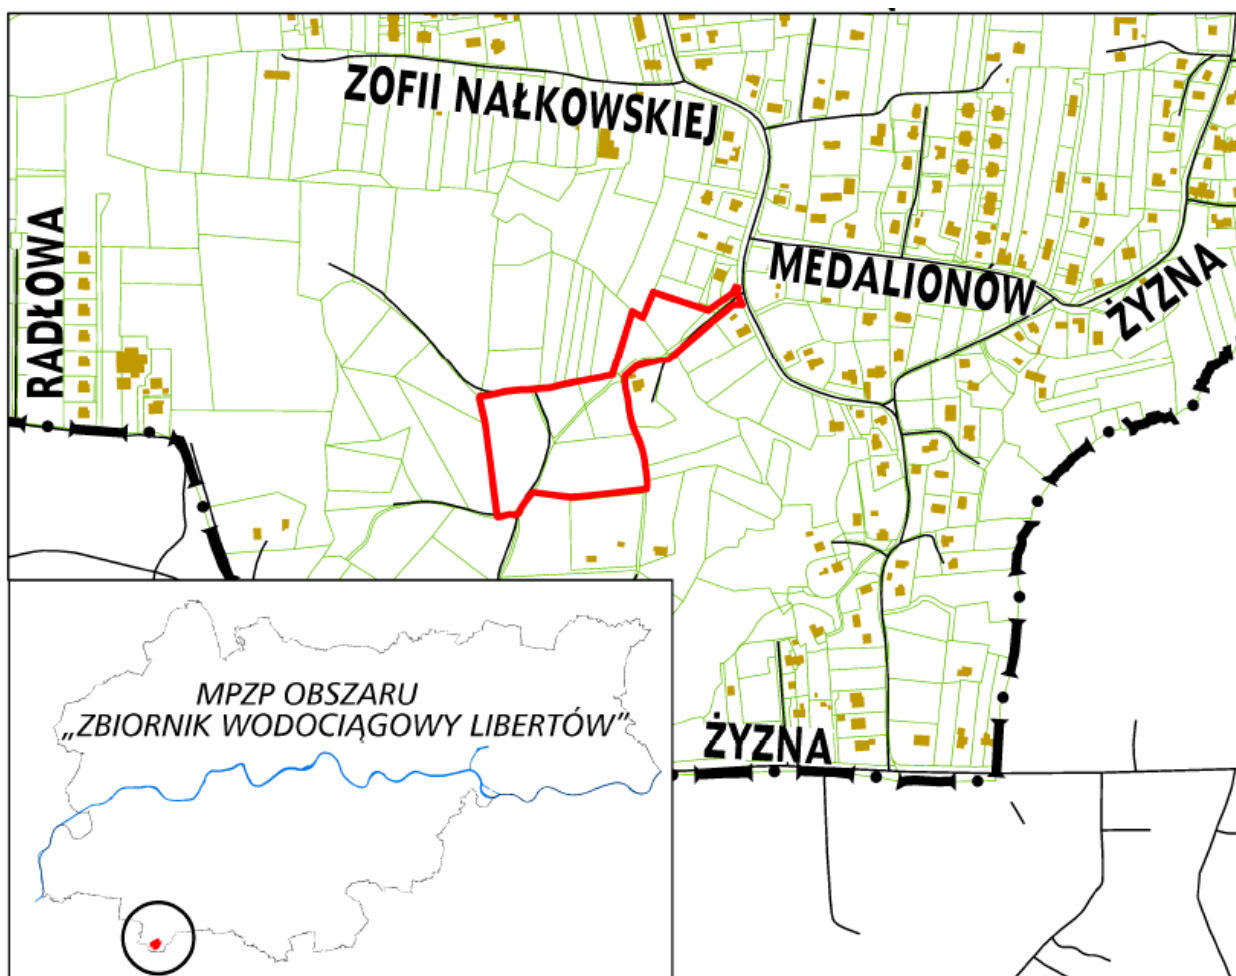 ZOFII NAŁKOWSKIEJ
RADŁOWA
MEDALIONÓW
ŻYZNA
MPZP OBSZARU
„ZBIORNIK WODOCIĄGOWY LIBERTÓW”
ŻYZNA